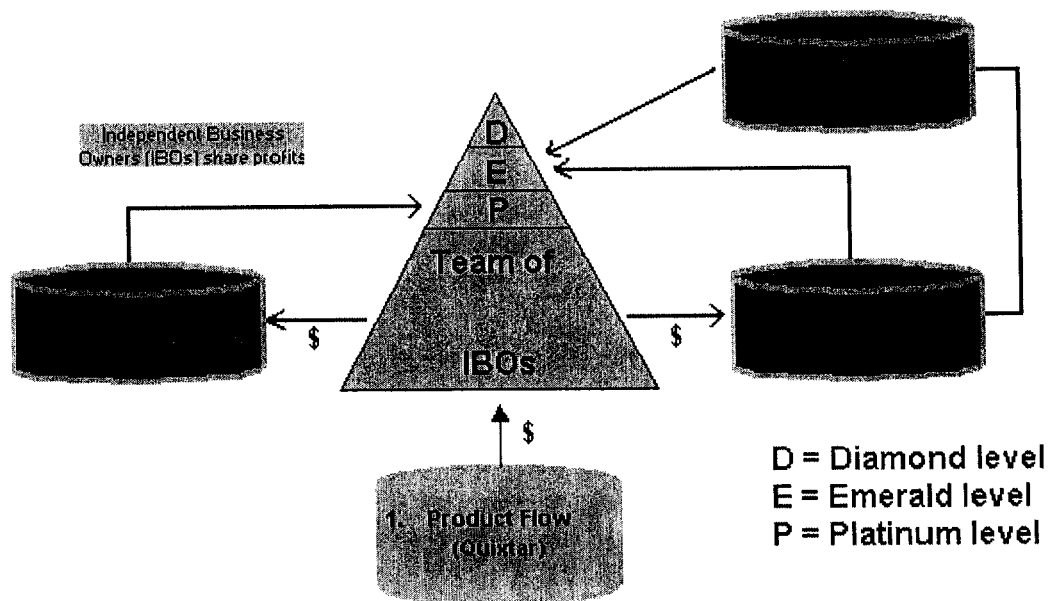 Independent Business
Owners (IBOs) share profits
D
E
P
Team of
IBOs
$
$
$
1. Product Flow
(Quixtar)
D = Diamond level
E = Emerald level
P = Platinum level